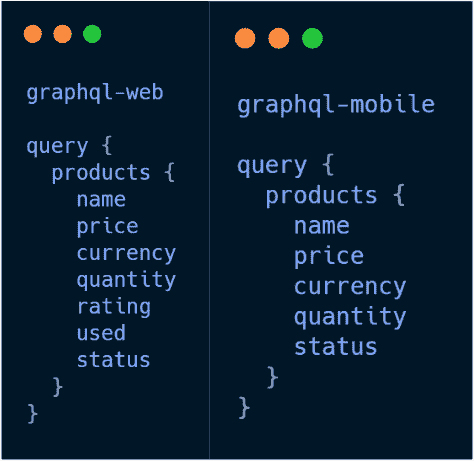 graphql-web
query {
  products {
    name
    price
    currency
    quantity
    rating
    used
    status
  }
}
graphql-mobile
query {
  products {
    name
    price
    currency
    quantity
    status
  }
}